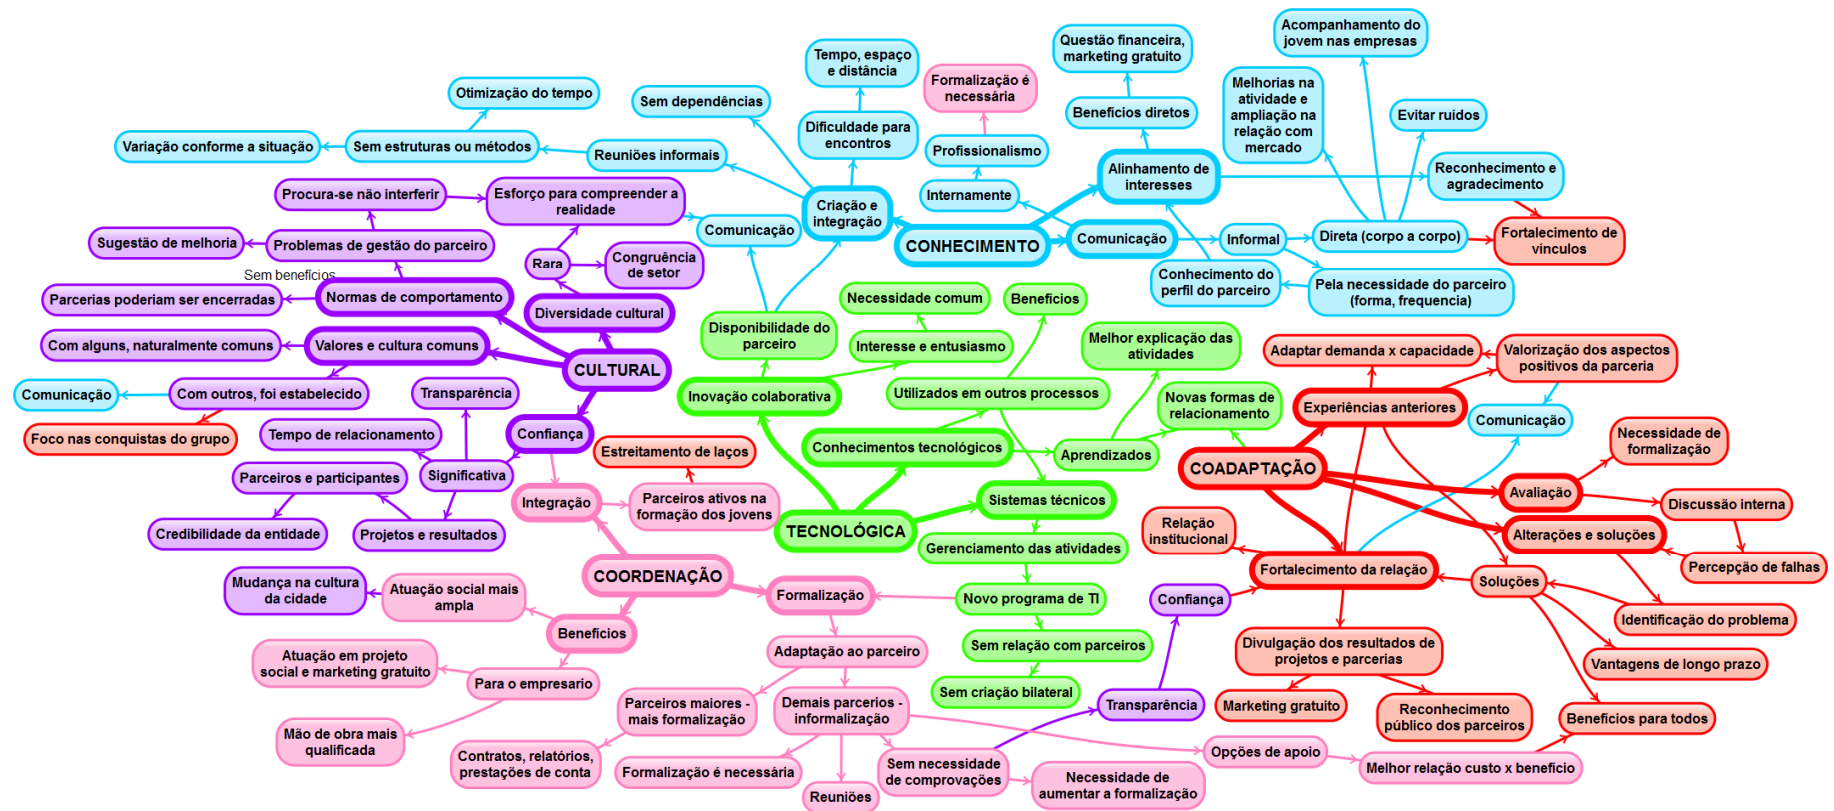 Acompanhamento do
jovem nas empresas
Questão financeira,
marketing gratuito
Tempo, espaço
e distância
Formalização é
necessária
Melhorias na
atividade e
ampliação na
relação com
mercado
Otimização do tempo
Sem dependências
Benefícios diretos
Evitar ruídos
Dificuldade para
encontros
Variação conforme a situação
Sem estruturas ou métodos
Reuniões informais
Profissionalismo
Alinhamento de
interesses
Reconhecimento e
agradecimento
Procura-se não interferir
Esforço para compreender a
realidade
Criação e
integração
Internamente
Comunicação
CONHECIMENTO
Comunicação
Informal
Direta (corpo a corpo)
Fortalecimento de
vínculos
Sugestão de melhoria
Problemas de gestão do parceiro
Rara
Congruência
de setor
Conhecimento do
perfil do parceiro
Pela necessidade do parceiro
(forma, frequencia)
Sem benefícios
Parcerias poderiam ser encerradas
Normas de comportamento
Diversidade cultural
Necessidade comum
Benefícios
Disponibilidade do
parceiro
Interesse e entusiasmo
Melhor explicação das
atividades
Adaptar demanda x capacidade
Valorização dos aspectos
positivos da parceria
Com alguns, naturalmente comuns
Valores e cultura comuns
CULTURAL
Comunicação
Com outros, foi estabelecido
Transparência
Inovação colaborativa
Utilizados em outros processos
Novas formas de
relacionamento
Experiências anteriores
Comunicação
Foco nas conquistas do grupo
Tempo de relacionamento
Confiança
Estreitamento de laços
Conhecimentos tecnológicos
Aprendizados
COADAPTAÇÃO
Necessidade de
formalização
Parceiros e participantes
Significativa
Integração
Parceiros ativos na
formação dos jovens
Sistemas técnicos
Avaliação
Discussão interna
Credibilidade da entidade
Projetos e resultados
TECNOLÓGICA
Relação
institucional
Alterações e soluções
Gerenciamento das atividades
Percepção de falhas
Mudança na cultura
da cidade
Atuação social mais
ampla
COORDENAÇÃO
Formalização
Novo programa de TI
Confiança
Fortalecimento da relação
Soluções
Identificação do problema
Benefícios
Adaptação ao parceiro
Sem relação com parceiros
Divulgação dos resultados de
projetos e parcerias
Vantagens de longo prazo
Atuação em projeto
social e marketing gratuito
Para o empresario
Sem criação bilateral
Parceiros maiores -
mais formalização
Demais parcerios -
informalização
Transparência
Marketing gratuito
Reconhecimento
público dos parceiros
Benefícios para todos
Mão de obra mais
qualificada
Contratos, relatórios,
prestações de conta
Formalização é necessária
Reuniões
Sem necessidade
de comprovações
Necessidade de
aumentar a formalização
Opções de apoio
Melhor relação custo x benefício